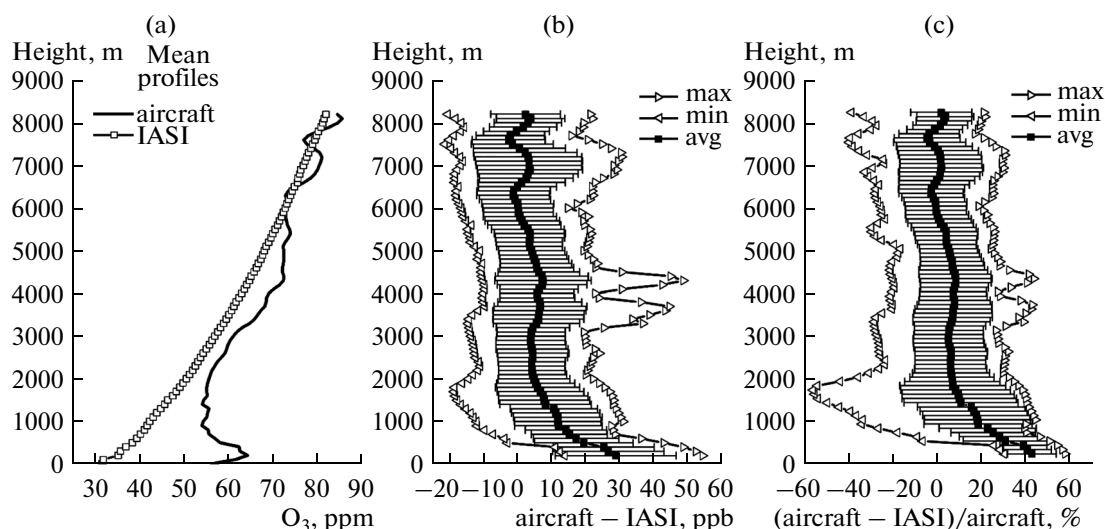 (a)
(b)
(c)
Height, m
Mean
profiles
Height, m
Height, m
9000
8000
7000
6000
5000
4000
3000
2000
1000
0
aircraft
IASI
30 40 50 60 70 80 90
O3, ppm
9000
8000
7000
6000
5000
4000
3000
2000
1000
0
max
min
avg
−20 −10 0 10 20 30 40 50 60
aircraft − IASI, ppb
9000
8000
7000
6000
5000
4000
3000
2000
1000
0
max
min
avg
−60 −40 −20 0 20 40 60
(aircraft − IASI)/aircraft, %